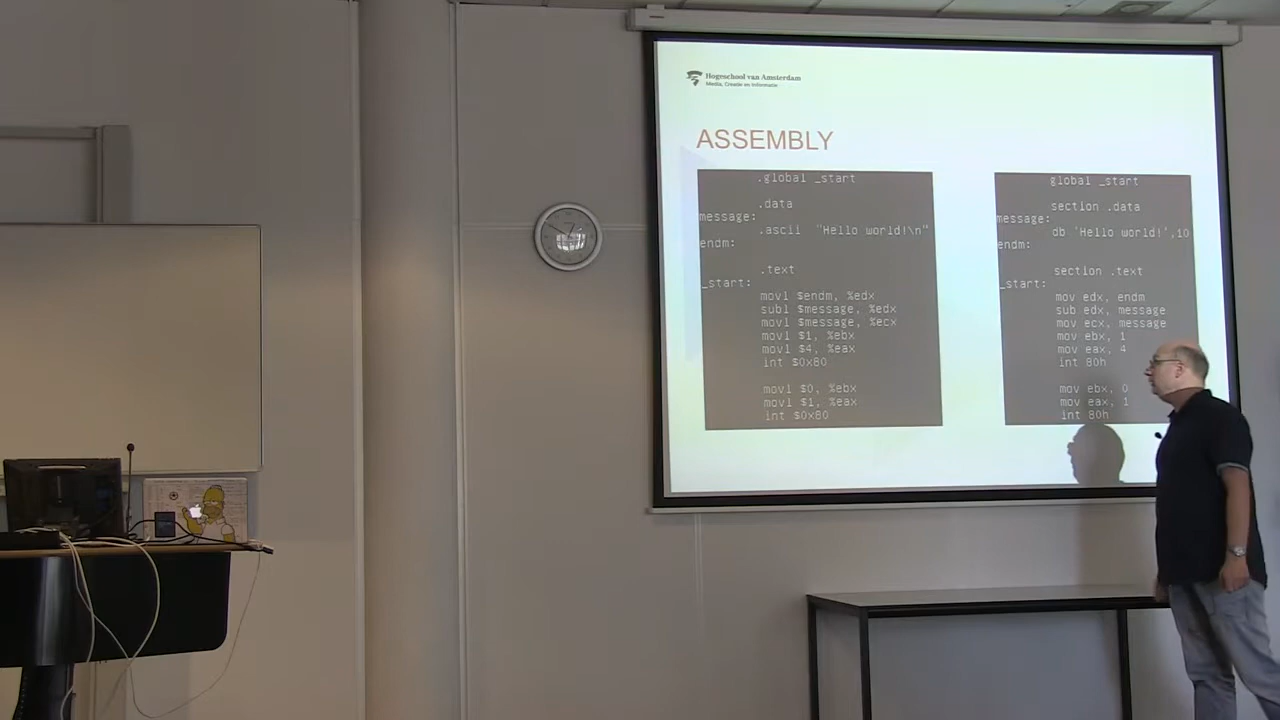 Hogeschool van Amsterdam
Media, Creatie en Informatie
ASSEMBLY
.global _start
.data
message:
.ascii "Hello world!\n"
endm:
.text
_start:
movl $endm, %edx
subl $message, %edx
movl $message, %ecx
movl $1, %ebx
movl $4, %eax
int $0x80
movl $0, %ebx
movl $1, %eax
int $0x80
global _start
section .data
message:
db 'Hello world!',10
endm:
section .text
_start:
mov edx, endm
sub edx, message
mov ecx, message
mov ebx, 1
mov eax, 4
int 80h
mov ebx, 0
mov eax, 1
int 80h